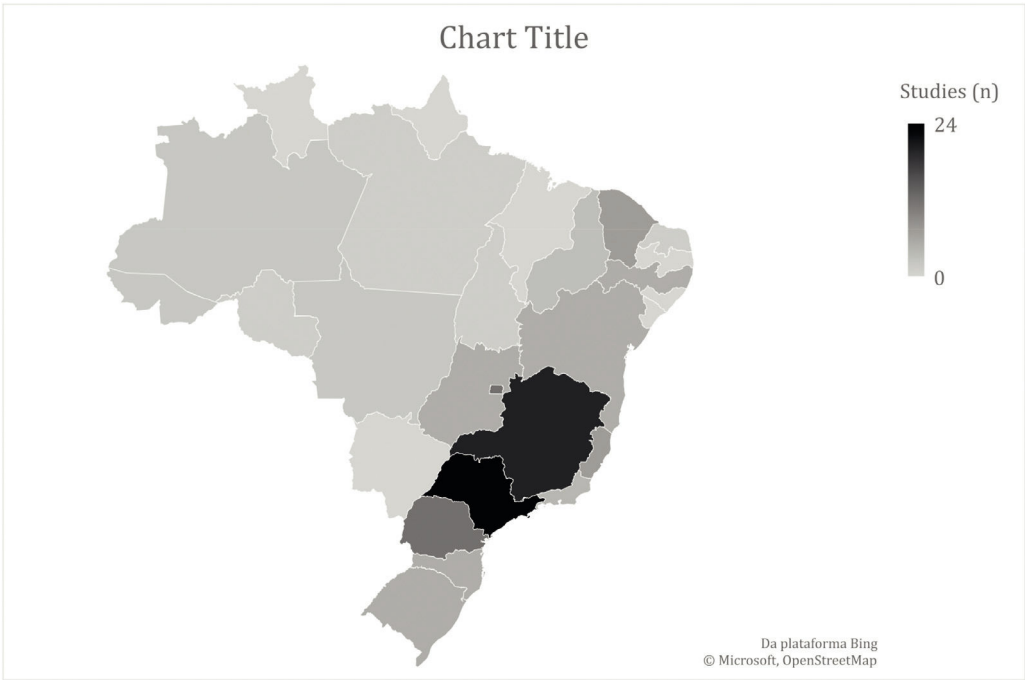 Chart Title
Studies (n)
24
0
Da plataforma Bing
© Microsoft, OpenStreetMap